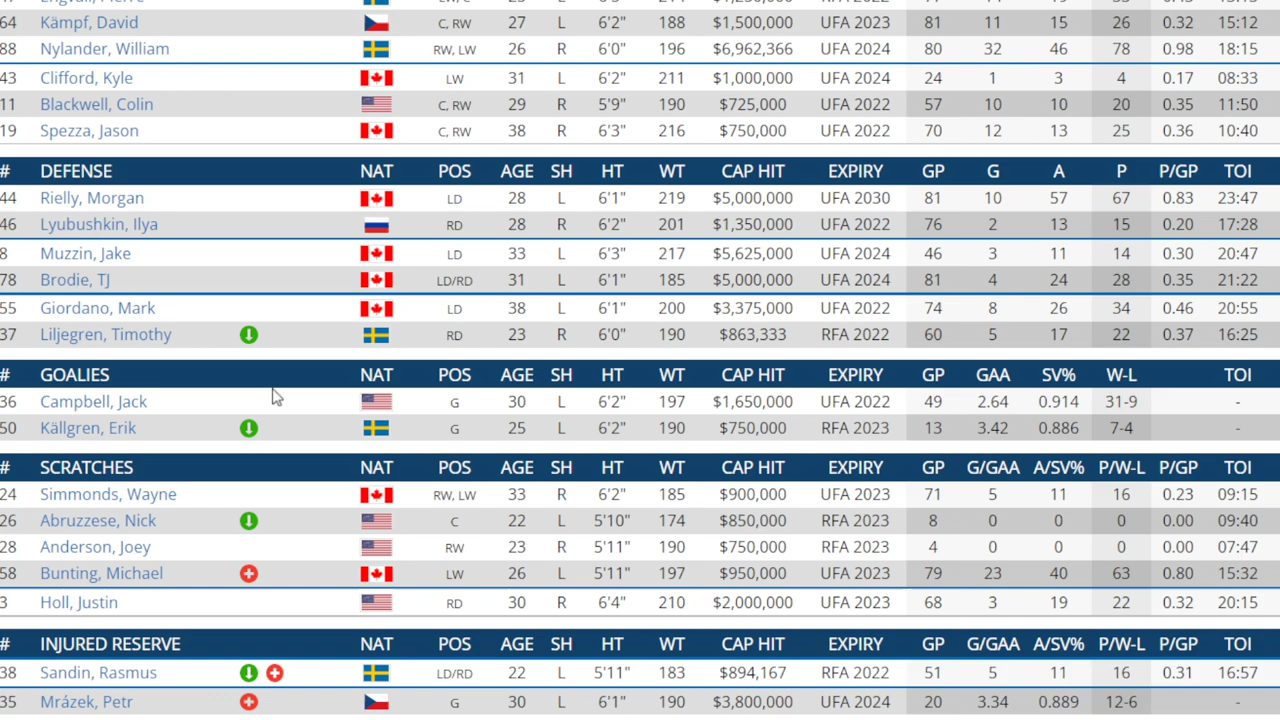 64 Kämpf, David C, RW 27 L 6'2" 188 $1,500,000 UFA 2023 81 11 15 26 0.32 15:12
88 Nylander, William RW, LW 26 R 6'0" 196 $6,962,366 UFA 2024 80 32 46 78 0.98 18:15
43 Clifford, Kyle LW 31 L 6'2" 211 $1,000,000 UFA 2024 24 1 3 4 0.17 08:33
11 Blackwell, Colin C, RW 29 R 5'9" 190 $725,000 UFA 2022 57 10 10 20 0.35 11:50
19 Spezza, Jason C, RW 38 R 6'3" 216 $750,000 UFA 2022 70 12 13 25 0.36 10:40
# DEFENSE NAT POS AGE SH HT WT CAP HIT EXPIRY GP G A P P/GP TOI
44 Rielly, Morgan LD 28 L 6'1" 219 $5,000,000 UFA 2030 81 10 57 67 0.83 23:47
46 Lyubushkin, Ilya RD 28 R 6'2" 201 $1,350,000 UFA 2022 76 2 13 15 0.20 17:28
8 Muzzin, Jake LD 33 L 6'3" 217 $5,625,000 UFA 2024 46 3 11 14 0.30 20:47
78 Brodie, TJ LD/RD 31 L 6'1" 185 $5,000,000 UFA 2024 81 4 24 28 0.35 21:22
55 Giordano, Mark LD 38 L 6'1" 200 $3,375,000 UFA 2022 74 8 26 34 0.46 20:55
37 Liljegren, Timothy RD 23 R 6'0" 190 $863,333 RFA 2022 60 5 17 22 0.37 16:25
# GOALIES NAT POS AGE SH HT WT CAP HIT EXPIRY GP GAA SV% W-L TOI
36 Campbell, Jack G 30 L 6'2" 197 $1,650,000 UFA 2022 49 2.64 0.914 31-9 -
50 Källgren, Erik G 25 L 6'2" 190 $750,000 RFA 2023 13 3.42 0.886 7-4 -
# SCRATCHES NAT POS AGE SH HT WT CAP HIT EXPIRY GP G/GAA A/SV% P/W-L P/GP TOI
24 Simmonds, Wayne RW, LW 33 R 6'2" 185 $900,000 UFA 2023 71 5 11 16 0.23 09:15
26 Abruzzese, Nick C 22 L 5'10" 174 $850,000 RFA 2023 8 0 0 0 0.00 09:40
28 Anderson, Joey RW 23 R 5'11" 190 $750,000 RFA 2023 4 0 0 0 0.00 07:47
58 Bunting, Michael LW 26 L 5'11" 197 $950,000 UFA 2023 79 23 40 63 0.80 15:32
3 Holl, Justin RD 30 R 6'4" 210 $2,000,000 UFA 2023 68 3 19 22 0.32 20:15
# INJURED RESERVE NAT POS AGE SH HT WT CAP HIT EXPIRY GP G/GAA A/SV% P/W-L P/GP TOI
38 Sandin, Rasmus LD/RD 22 L 5'11" 183 $894,167 RFA 2022 51 5 11 16 0.31 16:57
35 Mrázek, Petr G 30 L 6'1" 190 $3,800,000 UFA 2024 20 3.34 0.889 12-6 -